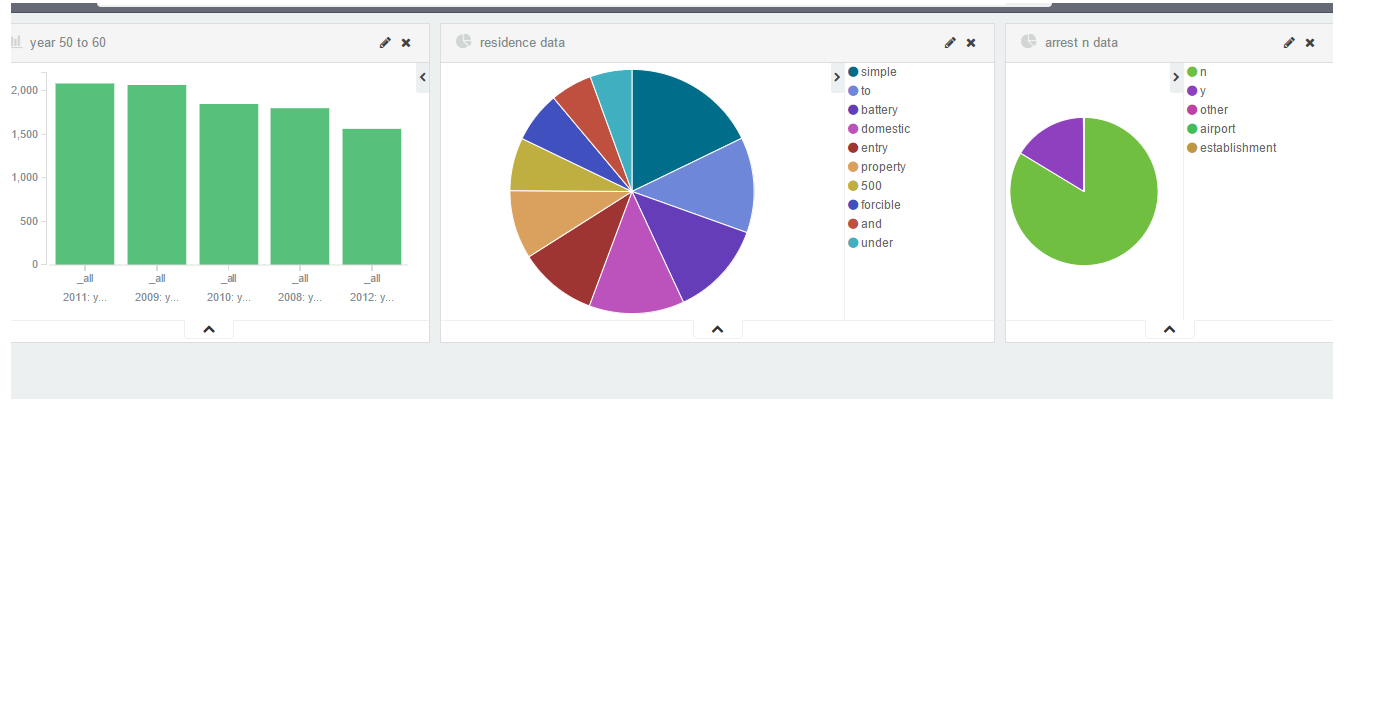 year 50 to 60
2,000
1,500
1,000
500
0
_all
_all
_all
_all
_all
2011: y...
2009: y...
2010: y...
2008: y...
2012: y...
residence data
simple
to
battery
domestic
entry
property
500
forcible
and
under
arrest n data
n
y
other
airport
establishment